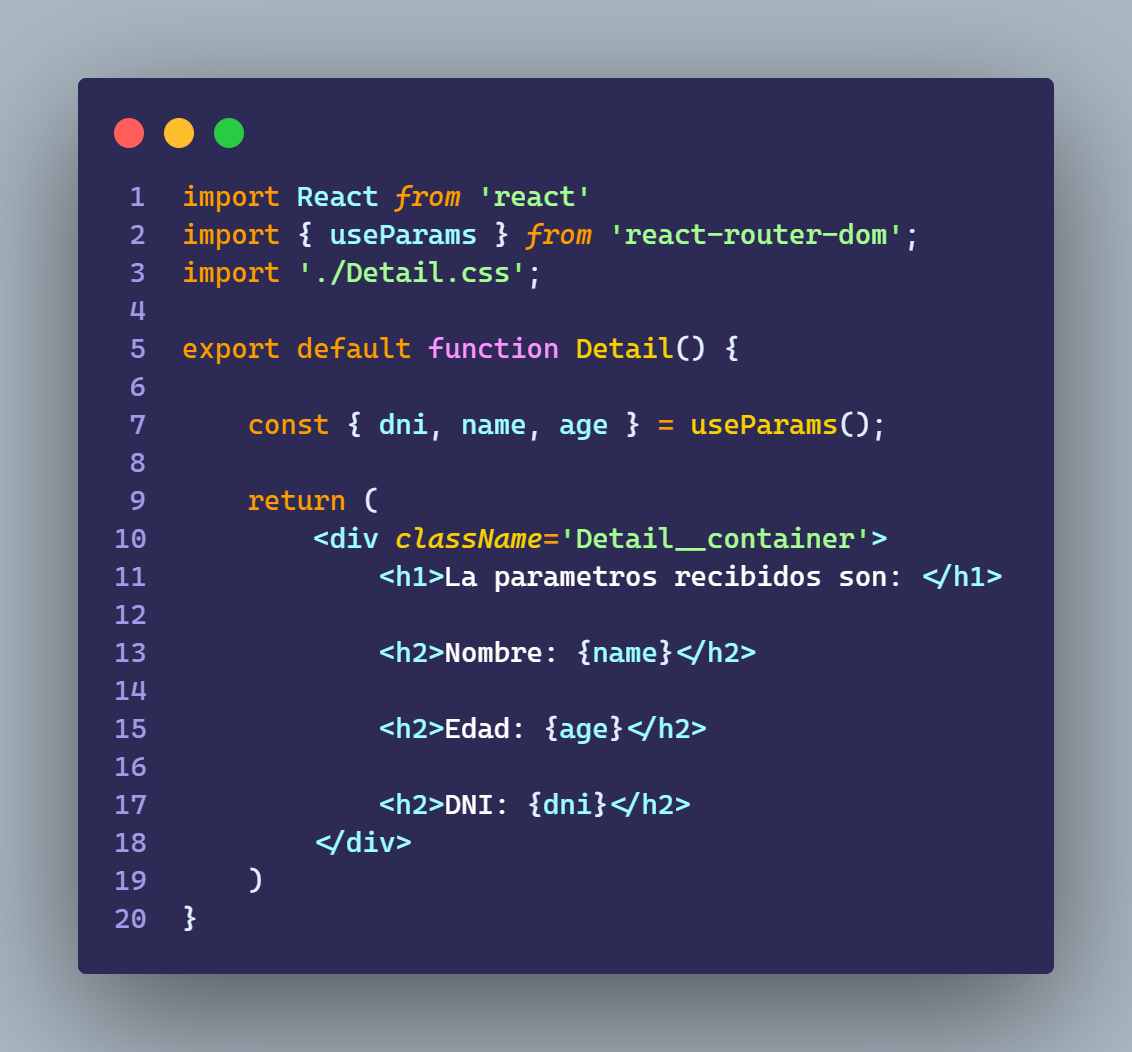 1 import React from 'react'
2 import { useParams } from 'react-router-dom';
3 import './Detail.css';
4
5 export default function Detail() {
6
7     const { dni, name, age } = useParams();
8
9     return (
10         <div className='Detail__container'>
11             <h1>La parametros recibidos son: </h1>
12
13             <h2>Nombre: {name}</h2>
14
15             <h2>Edad: {age}</h2>
16
17             <h2>DNI: {dni}</h2>
18         </div>
19     )
20 }